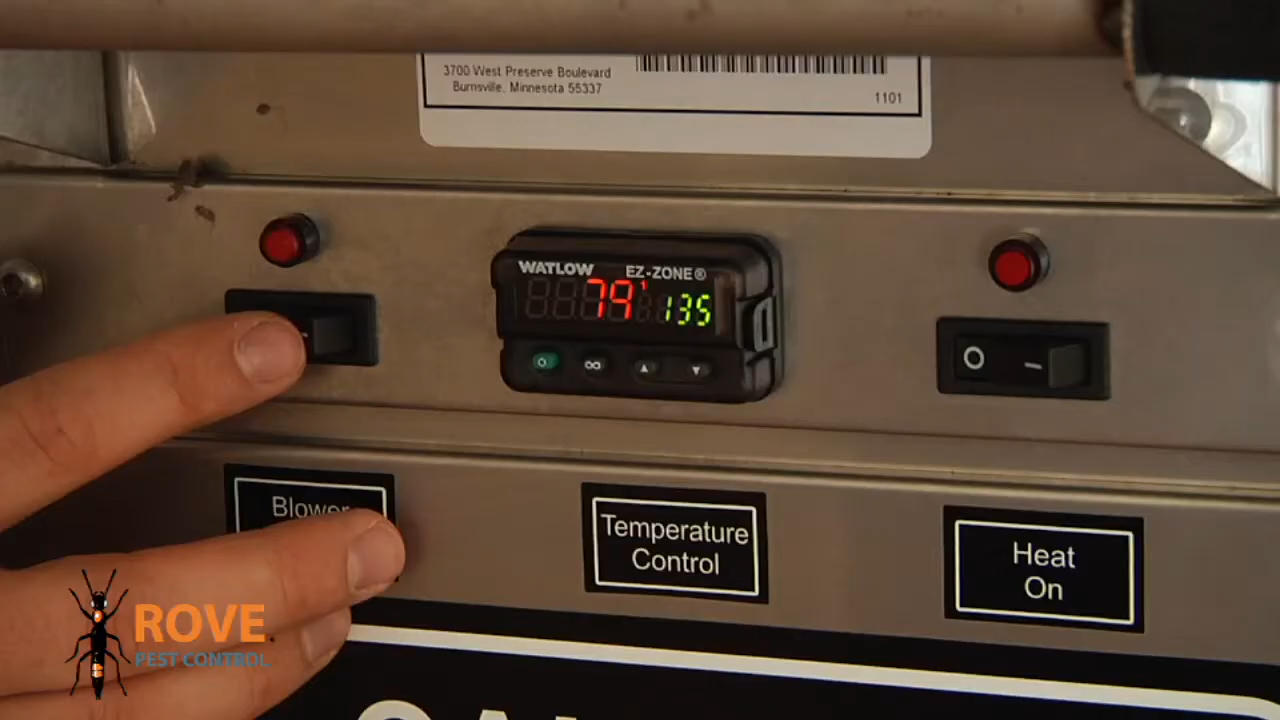 3700 West Preserve Boulevard
Burnsville, Minnesota 55337
1101
WATLOW EZ-ZONE®
79 135
O –
Blower
Temperature
Control
Heat
On
ROVE
PEST CONTROL